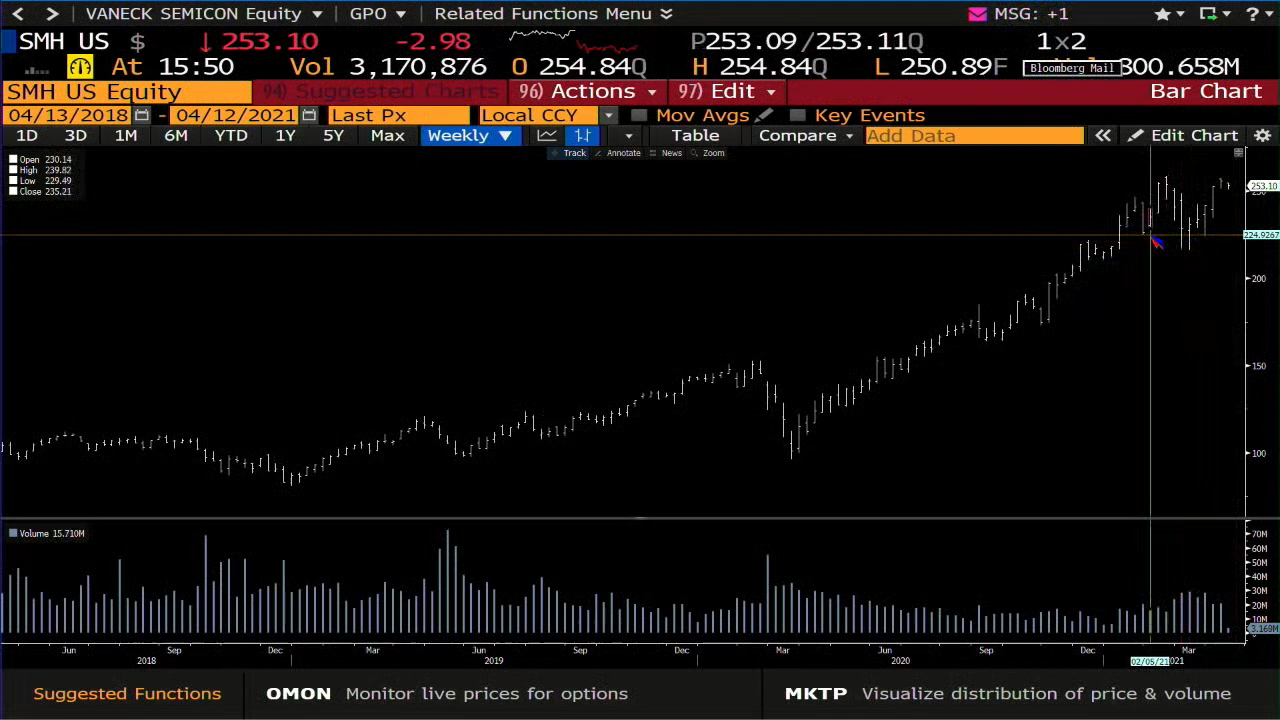 VANECK SEMICON Equity GPO Related Functions Menu MSG: +1 ?
SMH US $ ↓ 253.10 -2.98 P253.09/253.11Q 1x2
At 15:50 Vol 3,170,876 O 254.84Q H 254.84Q L 250.89F Bloomberg Mail 800.658M
SMH US Equity 94) Suggested Charts 96) Actions 97) Edit Bar Chart
04/13/2018 - 04/12/2021 Last Px Local CCY Mov Avgs Key Events
1D 3D 1M 6M YTD 1Y 5Y Max Weekly ▼ Table Compare Add Data « Edit Chart
Track Annotate News Zoom
Open 230.14
High 239.82
Low 229.49
Close 235.21
253.10
224.9267
200
150
100
Volume 15.710M
70M
60M
50M
40M
30M
20M
10M
3.169M
Jun Sep Dec Mar Jun Sep Dec Mar Jun Sep Dec Mar
2018 2019 2020 02/05/21 021
Suggested Functions OMON Monitor live prices for options MKTP Visualize distribution of price & volume